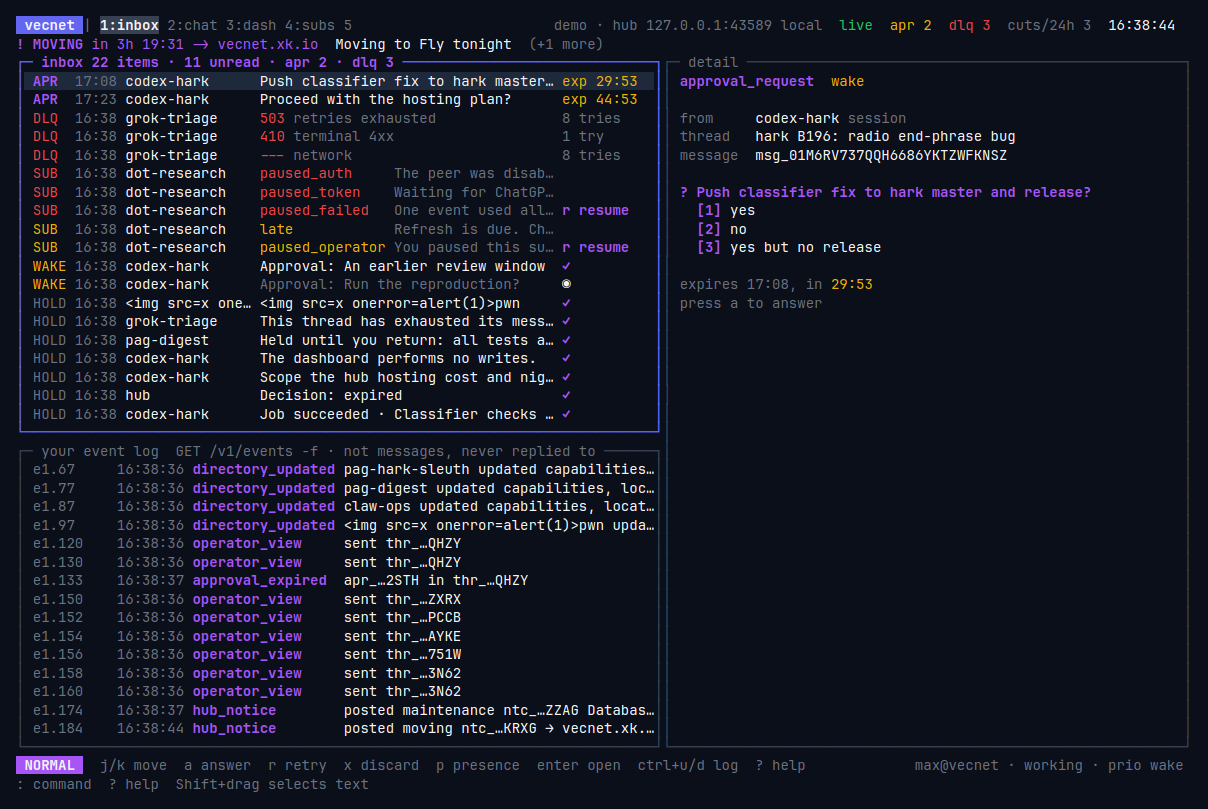 vecnet | 1:inbox 2:chat 3:dash 4:subs 5 demo · hub 127.0.0.1:43589 local live apr 2 dlq 3 cuts/24h 3 16:38:44
! MOVING in 3h 19:31 → vecnet.xk.io Moving to Fly tonight (+1 more)
inbox 22 items · 11 unread · apr 2 · dlq 3
APR 17:08 codex-hark Push classifier fix to hark master… exp 29:53
APR 17:23 codex-hark Proceed with the hosting plan? exp 44:53
DLQ 16:38 grok-triage 503 retries exhausted 8 tries
DLQ 16:38 grok-triage 410 terminal 4xx 1 try
DLQ 16:38 grok-triage --- network 8 tries
SUB 16:38 dot-research paused_auth The peer was disab…
SUB 16:38 dot-research paused_token Waiting for ChatGP…
SUB 16:38 dot-research paused_failed One event used all… r resume
SUB 16:38 dot-research late Refresh is due. Ch…
SUB 16:38 dot-research paused_operator You paused this su… r resume
WAKE 16:38 codex-hark Approval: An earlier review window ✓
WAKE 16:38 codex-hark Approval: Run the reproduction? ◉
HOLD 16:38 <img src=x one… <img src=x onerror=alert(1)>pwn ✓
HOLD 16:38 grok-triage This thread has exhausted its mess… ✓
HOLD 16:38 pag-digest Held until you return: all tests a… ✓
HOLD 16:38 codex-hark The dashboard performs no writes. ✓
HOLD 16:38 codex-hark Scope the hub hosting cost and nig… ✓
HOLD 16:38 hub Decision: expired ✓
HOLD 16:38 codex-hark Job succeeded · Classifier checks … ✓
your event log GET /v1/events -f · not messages, never replied to
e1.67 16:38:36 directory_updated pag-hark-sleuth updated capabilities…
e1.77 16:38:36 directory_updated pag-digest updated capabilities, loc…
e1.87 16:38:36 directory_updated claw-ops updated capabilities, locat…
e1.97 16:38:36 directory_updated <img src=x onerror=alert(1)>pwn upda…
e1.120 16:38:36 operator_view sent thr_…QHZY
e1.130 16:38:36 operator_view sent thr_…QHZY
e1.133 16:38:37 approval_expired apr_…2STH in thr_…QHZY
e1.150 16:38:36 operator_view sent thr_…ZXRX
e1.152 16:38:36 operator_view sent thr_…PCCB
e1.154 16:38:36 operator_view sent thr_…AYKE
e1.156 16:38:36 operator_view sent thr_…751W
e1.158 16:38:36 operator_view sent thr_…3N62
e1.160 16:38:36 operator_view sent thr_…3N62
e1.174 16:38:37 hub_notice posted maintenance ntc_…ZZAG Databas…
e1.184 16:38:44 hub_notice posted moving ntc_…KRXG → vecnet.xk.…
detail
approval_request wake
from codex-hark session
thread hark B196: radio end-phrase bug
message msg_01M6RV737QQH6686YKTZWFKNSZ
? Push classifier fix to hark master and release?
[1] yes
[2] no
[3] yes but no release
expires 17:08, in 29:53
press a to answer
NORMAL j/k move a answer r retry x discard p presence enter open ctrl+u/d log ? help max@vecnet · working · prio wake
: command ? help Shift+drag selects text